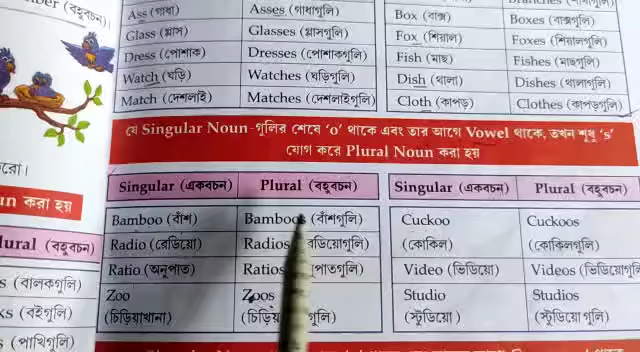 (বহুবচন)
Ass (গাধা) Asses (গাধাগুলি)
Glass (গ্লাস) Glasses (গ্লাসগুলি)
Dress (পোশাক) Dresses (পোশাকগুলি)
Watch (ঘড়ি) Watches (ঘড়িগুলি)
Match (দেশলাই) Matches (দেশলাইগুলি)
Box (বাক্স) Boxes (বাক্সগুলি)
Fox (শিয়াল) Foxes (শিয়ালগুলি)
Fish (মাছ) Fishes (মাছগুলি)
Dish (থালা) Dishes (থালাগুলি)
Cloth (কাপড়) Clothes (কাপড়গুলি)
যে Singular Noun-গুলির শেষে 'o' থাকে এবং তার আগে Vowel থাকে, তখন শুধু 's'
যোগ করে Plural Noun করা হয়
Singular (একবচন) Plural (বহুবচন)
Bamboo (বাঁশ) Bamboos (বাঁশগুলি)
Radio (রেডিয়ো) Radios
Ratio (অনুপাত) Ratios
Zoo Zoos
(চিড়িয়াখানা)
Singular (একবচন) Plural (বহুবচন)
Cuckoo Cuckoos
(কোকিল) (কোকিলগুলি)
Video (ভিডিয়ো) Videos (ভিডিয়োগুলি
Studio Studios
(স্টুডিয়ো) (স্টুডিয়ো গুলি)
করা হয়
(বহুবচন)
(বালকগুলি)
(বইগুলি)
(পাখিগুলি)